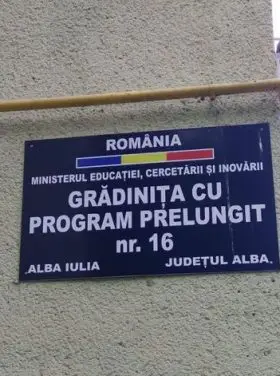 ROMÂNIA
MINISTERUL EDUCAȚIEI, CERCETĂRII ȘI INOVĂRII
GRĂDINIȚA CU
PROGRAM PRELUNGIT
nr. 16
ALBA IULIA JUDEȚUL ALBA